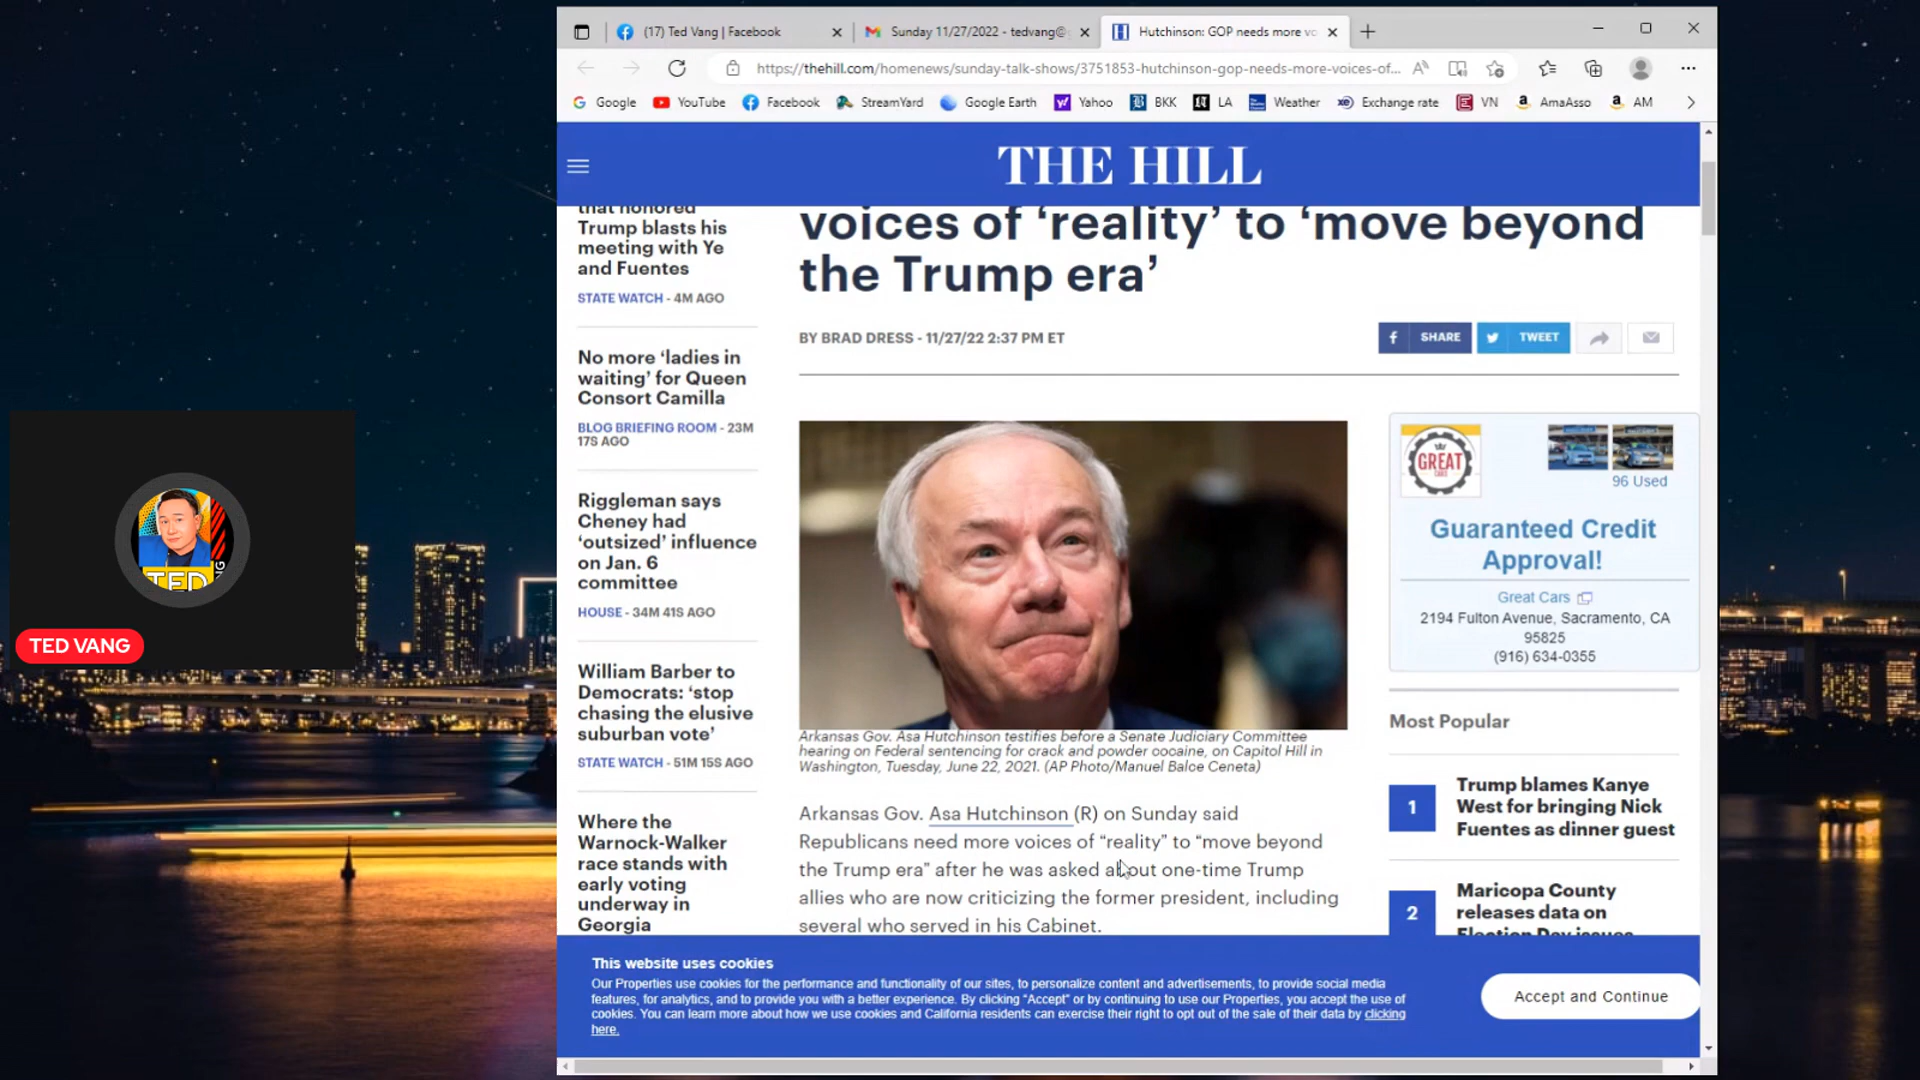 (17) Ted Vang | Facebook
Sunday 11/27/2022 - tedvang@
Hutchinson: GOP needs more vo
https://thehill.com/homenews/sunday-talk-shows/3751853-hutchinson-gop-needs-more-voices-of...
Google
YouTube
Facebook
StreamYard
Google Earth
Yahoo
BKK
LA
Weather
Exchange rate
VN
AmaAsso
AM
THE HILL
that honored
Trump blasts his
meeting with Ye
and Fuentes
STATE WATCH - 4M AGO
No more ‘ladies in
waiting’ for Queen
Consort Camilla
BLOG BRIEFING ROOM - 23M
17S AGO
Riggleman says
Cheney had
‘outsized’ influence
on Jan. 6
committee
HOUSE - 34M 41S AGO
William Barber to
Democrats: ‘stop
chasing the elusive
suburban vote’
STATE WATCH - 51M 15S AGO
Where the
Warnock-Walker
race stands with
early voting
underway in
Georgia
voices of ‘reality’ to ‘move beyond
the Trump era’
BY BRAD DRESS - 11/27/22 2:37 PM ET
SHARE
TWEET
Arkansas Gov. Asa Hutchinson testifies before a Senate Judiciary Committee
hearing on Federal sentencing for crack and powder cocaine, on Capitol Hill in
Washington, Tuesday, June 22, 2021. (AP Photo/Manuel Balce Ceneta)
Arkansas Gov. Asa Hutchinson (R) on Sunday said
Republicans need more voices of “reality” to “move beyond
the Trump era” after he was asked about one-time Trump
allies who are now criticizing the former president, including
several who served in his Cabinet.
GREAT
CARS
96 Used
Guaranteed Credit
Approval!
Great Cars
2194 Fulton Avenue, Sacramento, CA
95825
(916) 634-0355
Most Popular
1
Trump blames Kanye
West for bringing Nick
Fuentes as dinner guest
2
Maricopa County
releases data on
Election Day issues
This website uses cookies
Our Properties use cookies for the performance and functionality of our sites, to personalize content and advertisements, to provide social media
features, for analytics, and to provide you with a better experience. By clicking "Accept" or by continuing to use our Properties, you accept the use of
cookies. You can learn more about how we use cookies and California residents can exercise their right to opt out of the sale of their data by clicking
here.
Accept and Continue
TED
TED VANG